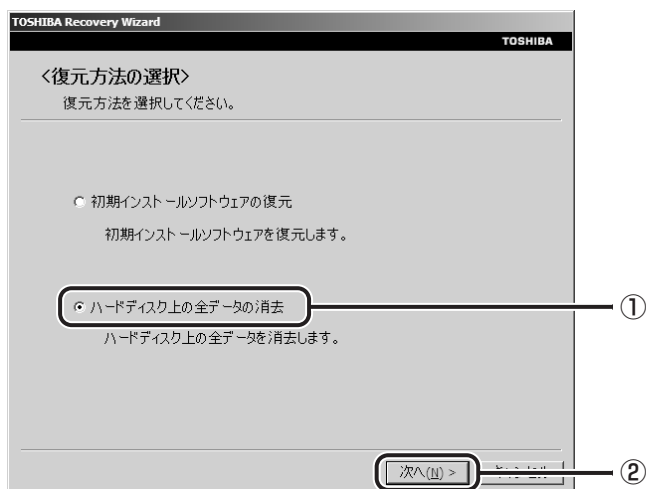 TOSHIBA Recovery Wizard
TOSHIBA
<復元方法の選択>
復元方法を選択してください。
初期インストールソフトウェアの復元
初期インストールソフトウェアを復元します。
ハードディスク上の全データの消去
①
ハードディスク上の全データを消去します。
次へ(N) >
②